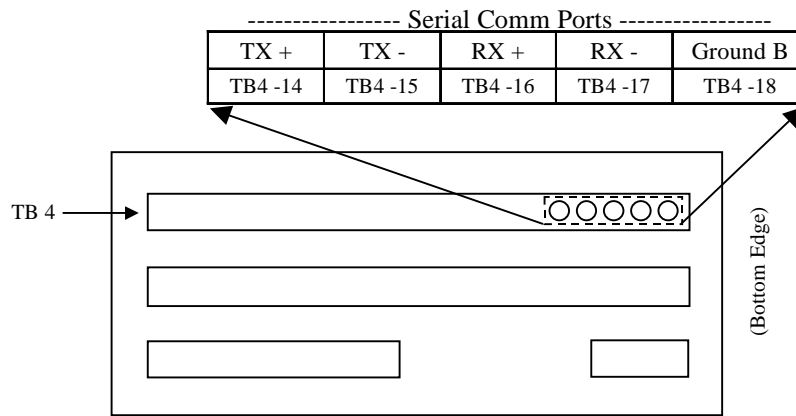 ----------------- Serial Comm Ports -----------------
TX + TX - RX + RX - Ground B
TB4 -14 TB4 -15 TB4 -16 TB4 -17 TB4 -18
TB 4
(Bottom Edge)